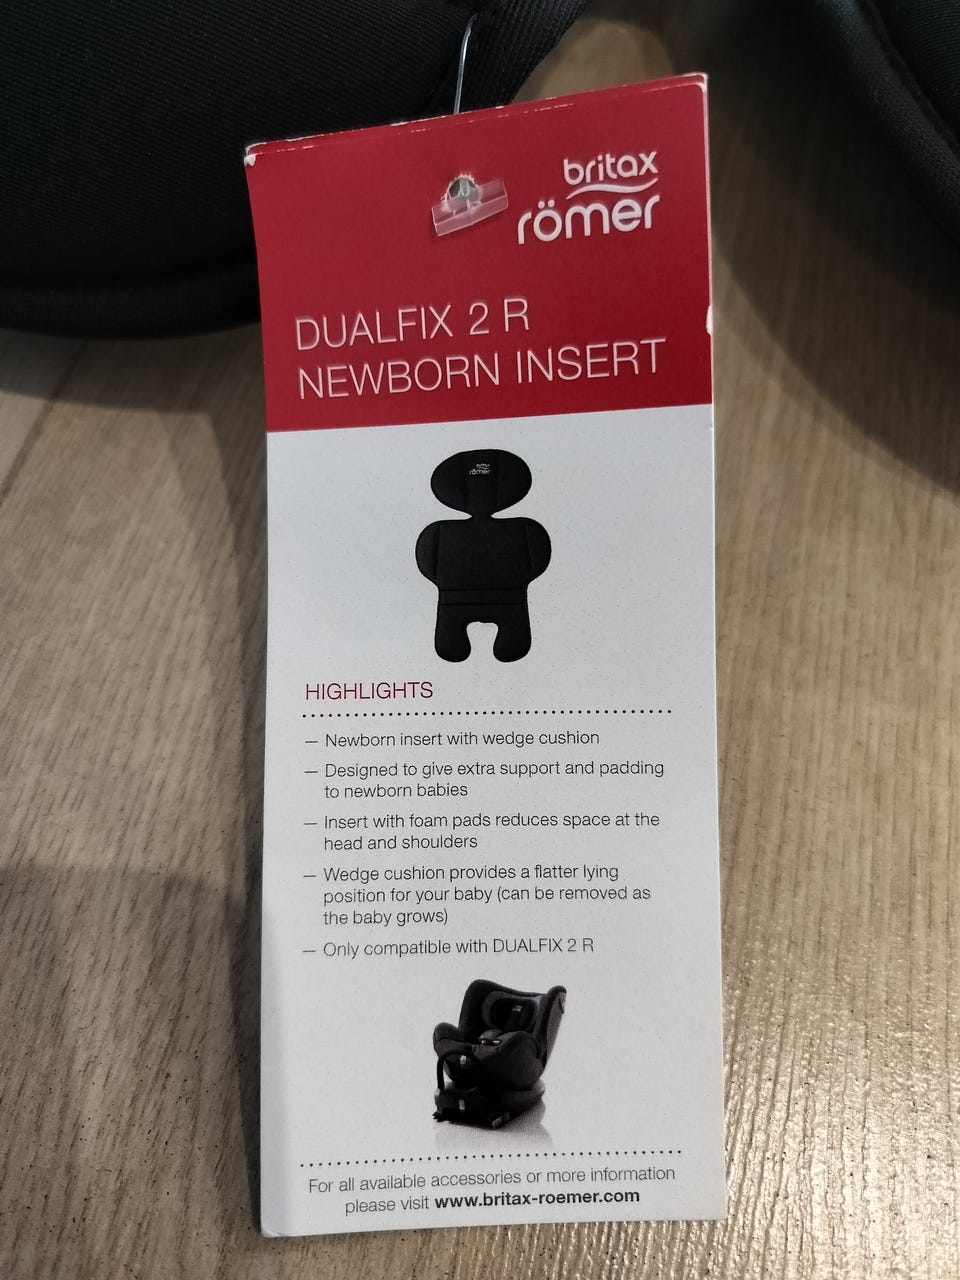 britax
römer
DUALFIX 2 R
NEWBORN INSERT
britax
römer
HIGHLIGHTS
— Newborn insert with wedge cushion
— Designed to give extra support and padding
to newborn babies
— Insert with foam pads reduces space at the
head and shoulders
— Wedge cushion provides a flatter lying
position for your baby (can be removed as
the baby grows)
— Only compatible with DUALFIX 2 R
For all available accessories or more information
please visit www.britax-roemer.com